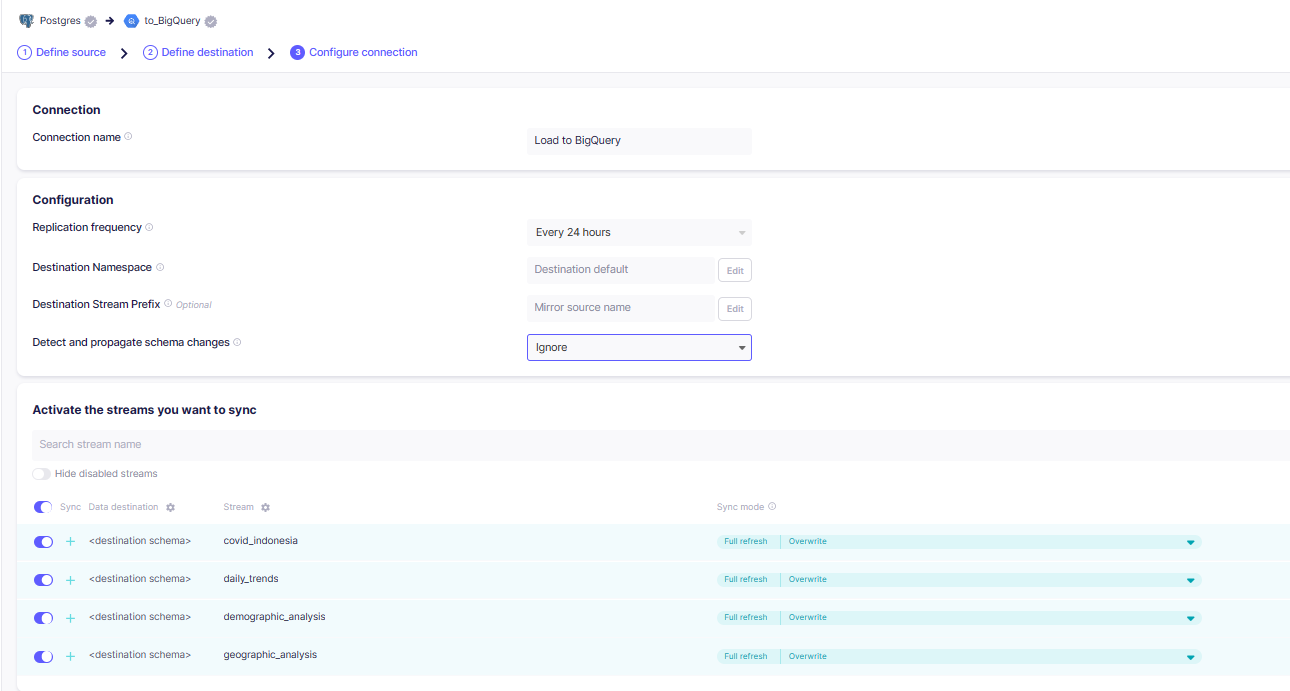 Postgres to_BigQuery
1 Define source 2 Define destination 3 Configure connection
Connection
Connection name Load to BigQuery
Configuration
Replication frequency Every 24 hours
Destination Namespace Destination default Edit
Destination Stream Prefix Optional Mirror source name Edit
Detect and propagate schema changes Ignore
Activate the streams you want to sync
Search stream name
Hide disabled streams
Sync Data destination Stream Sync mode
<destination schema> covid_indonesia Full refresh Overwrite
<destination schema> daily_trends Full refresh Overwrite
<destination schema> demographic_analysis Full refresh Overwrite
<destination schema> geographic_analysis Full refresh Overwrite